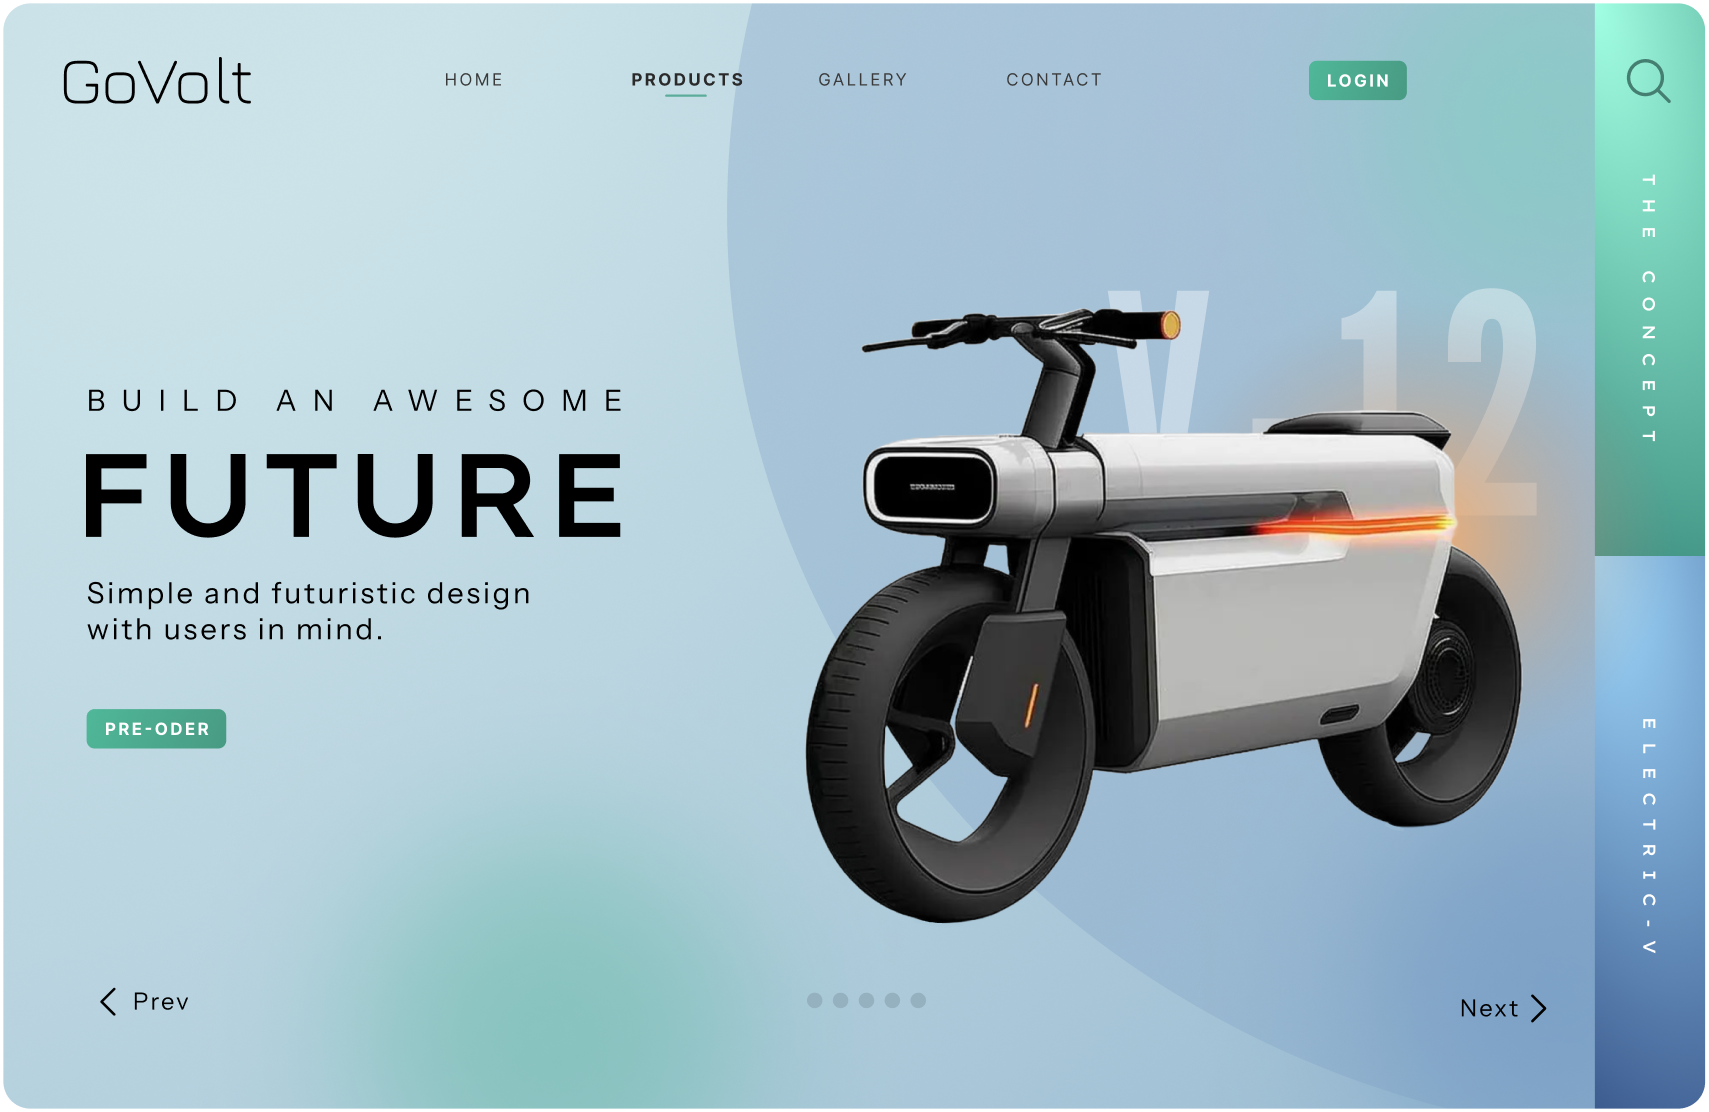 GoVolt
HOME
PRODUCTS
GALLERY
CONTACT
LOGIN
THE CONCEPT
V-12
BUILD AN AWESOME
FUTURE
Simple and futuristic design
with users in mind.
PRE-ODER
ELECTRIC-V
Prev
Next